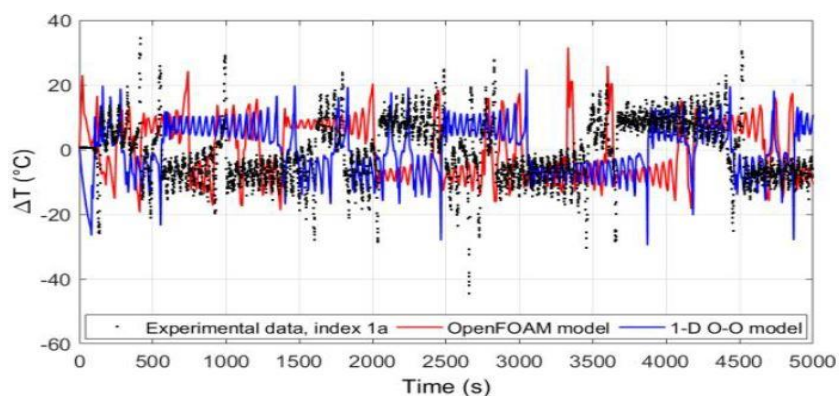 40
20
0
-20
-40
-60
ΔT (°C)
Experimental data, index 1a OpenFOAM model 1-D O-O model
0 500 1000 1500 2000 2500 3000 3500 4000 4500 5000
Time (s)